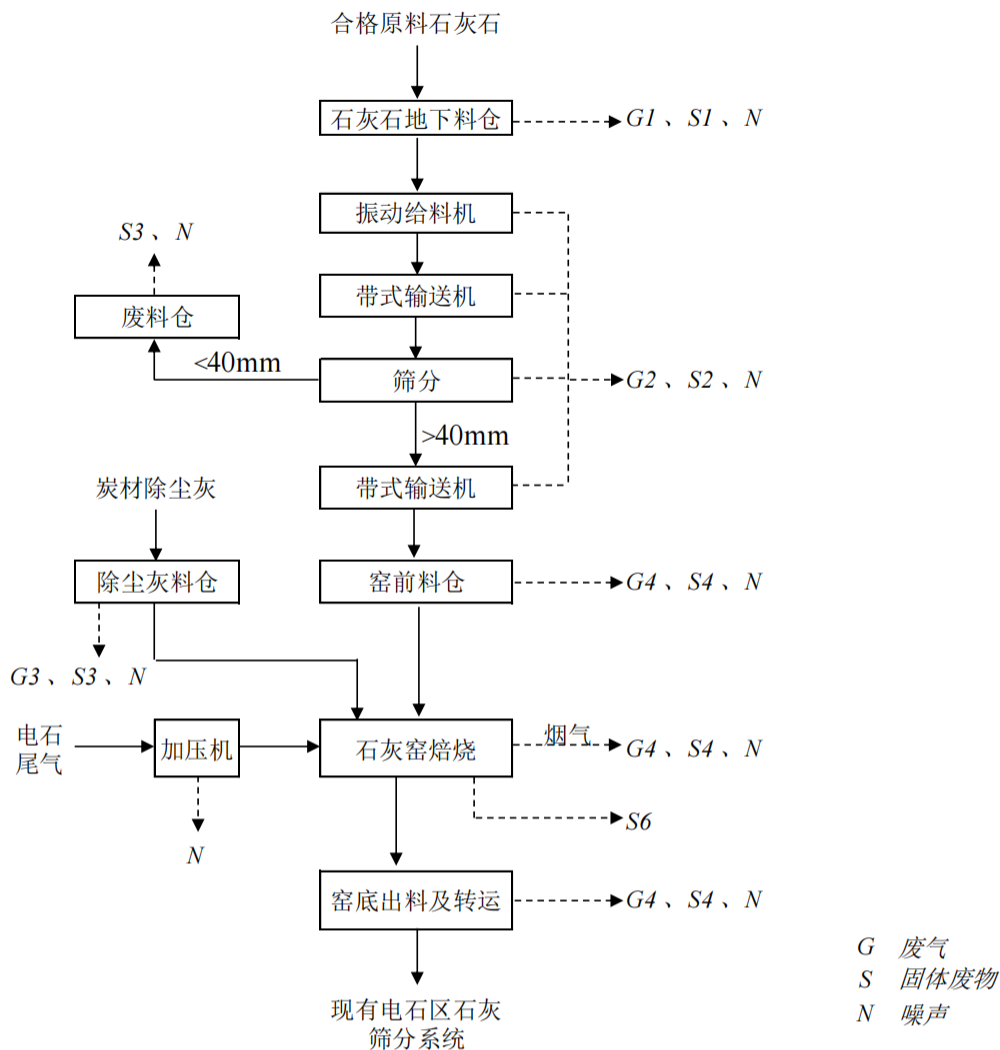 合格原料石灰石
石灰石地下料仓
G1、S1、N
振动给料机
S3、N
带式输送机
废料仓
<40mm
筛分
G2、S2、N
>40mm
带式输送机
炭材除尘灰
除尘灰料仓
窑前料仓
G4、S4、N
G3、S3、N
电石
尾气
加压机
石灰窑焙烧
烟气
G4、S4、N
S6
N
窑底出料及转运
G4、S4、N
G 废气
S 固体废物
N 噪声
现有电石区石灰
筛分系统